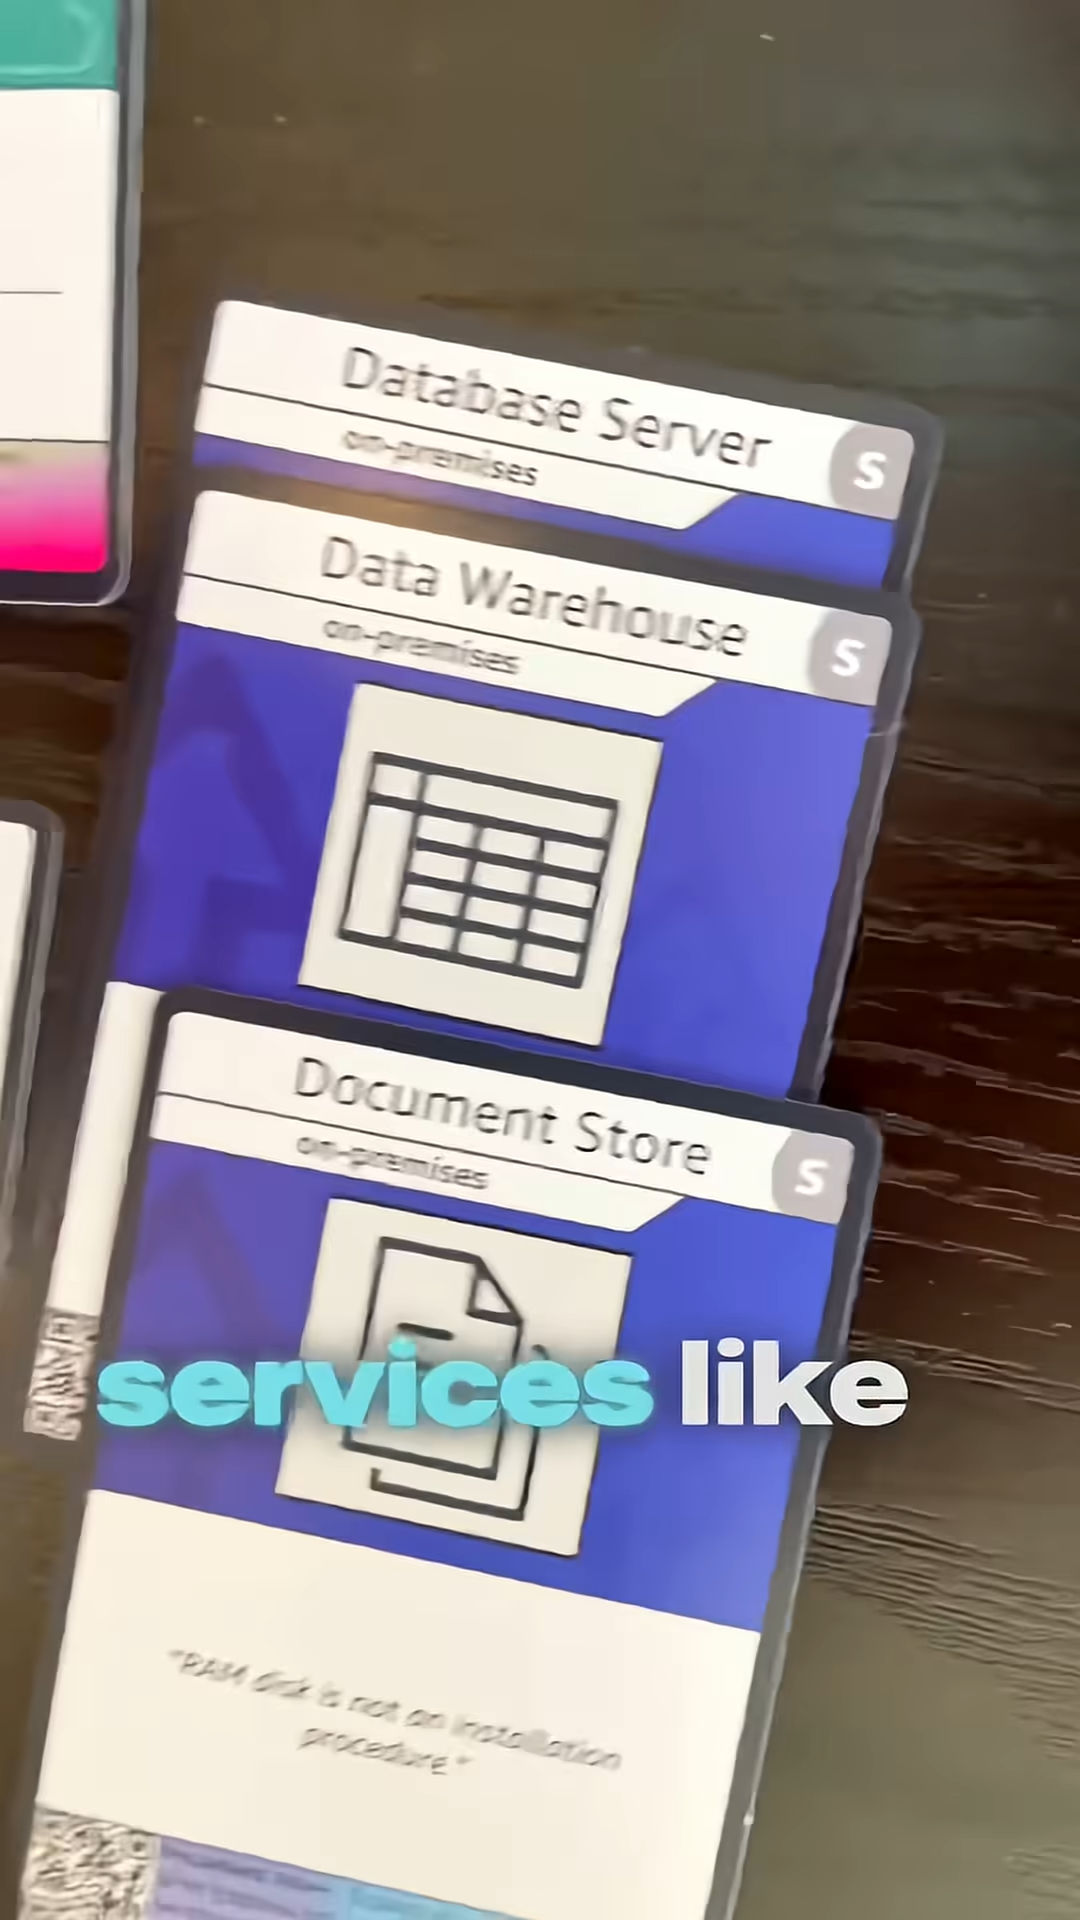 Database Server
S
on-premises
Data Warehouse
S
on-premises
Document Store
S
on-premises
services like
"RAM disk is not an installation
procedure."